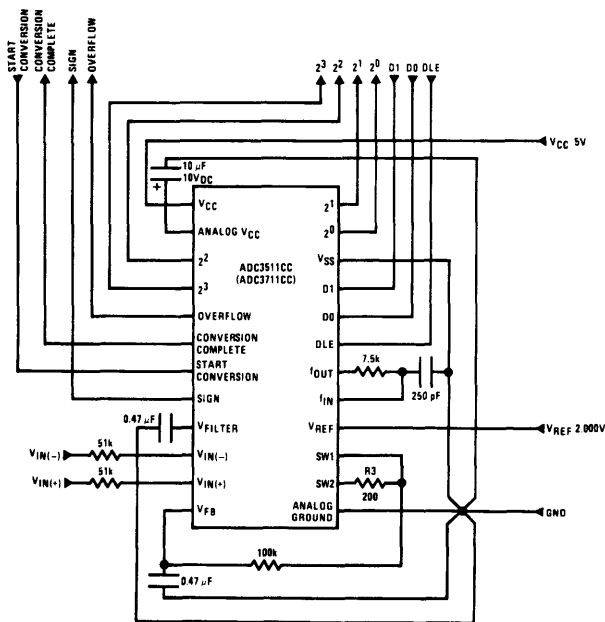 START
CONVERSION
CONVERSION
COMPLETE
SIGN
OVERFLOW
2³
2²
2¹
2⁰
D1
D0
DLE
VCC 5V
10 µF
10VDC
+
VCC
ANALOG VCC
2²
2³
OVERFLOW
CONVERSION
COMPLETE
START
CONVERSION
SIGN
VFILTER
VIN(−)
VIN(+)
VFB
ADC3511CC
(ADC3711CC)
2¹
2⁰
VSS
D1
D0
DLE
fOUT
fIN
VREF
SW1
SW2
ANALOG
GROUND
7.5k
250 pF
VREF 2.000V
R3
200
GND
0.47 µF
51k
VIN(−)
51k
VIN(+)
100k
0.47 µF